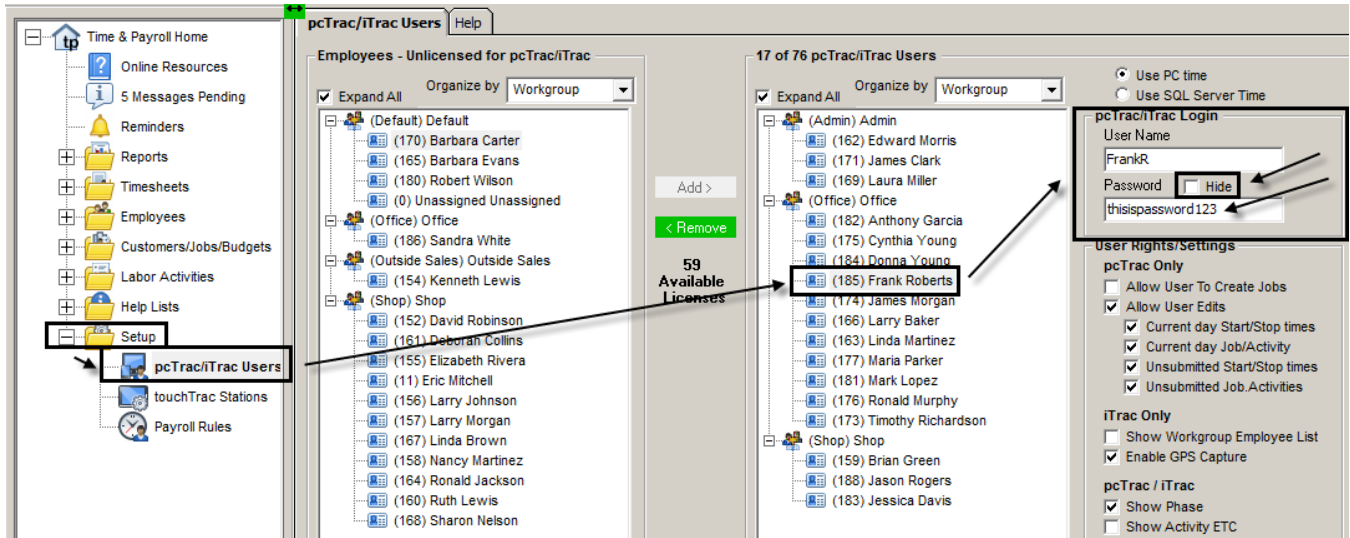 tp
Time & Payroll Home
Online Resources
5 Messages Pending
Reminders
Reports
Timesheets
Employees
Customers/Jobs/Budgets
Labor Activities
Help Lists
Setup
pcTrac/iTrac Users
touchTrac Stations
Payroll Rules
pcTrac/iTrac Users
Help
Employees - Unlicensed for pcTrac/iTrac
Expand All
Organize by
Workgroup
(Default) Default
(170) Barbara Carter
(165) Barbara Evans
(180) Robert Wilson
(0) Unassigned Unassigned
(Office) Office
(186) Sandra White
(Outside Sales) Outside Sales
(154) Kenneth Lewis
(Shop) Shop
(152) David Robinson
(161) Deborah Collins
(155) Elizabeth Rivera
(11) Eric Mitchell
(156) Larry Johnson
(157) Larry Morgan
(167) Linda Brown
(158) Nancy Martinez
(164) Ronald Jackson
(160) Ruth Lewis
(168) Sharon Nelson
Add >
< Remove
59
Available
Licenses
17 of 76 pcTrac/iTrac Users
Expand All
Organize by
Workgroup
(Admin) Admin
(162) Edward Morris
(171) James Clark
(169) Laura Miller
(Office) Office
(182) Anthony Garcia
(175) Cynthia Young
(184) Donna Young
(185) Frank Roberts
(174) James Morgan
(166) Larry Baker
(163) Linda Martinez
(177) Maria Parker
(181) Mark Lopez
(176) Ronald Murphy
(173) Timothy Richardson
(Shop) Shop
(159) Brian Green
(188) Jason Rogers
(183) Jessica Davis
Use PC time
Use SQL Server Time
pcTrac/iTrac Login
User Name
FrankR
Password
Hide
thisispassword123
User Rights/Settings
pcTrac Only
Allow User To Create Jobs
Allow User Edits
Current day Start/Stop times
Current day Job/Activity
Unsubmitted Start/Stop times
Unsubmitted Job.Activities
iTrac Only
Show Workgroup Employee List
Enable GPS Capture
pcTrac / iTrac
Show Phase
Show Activity ETC